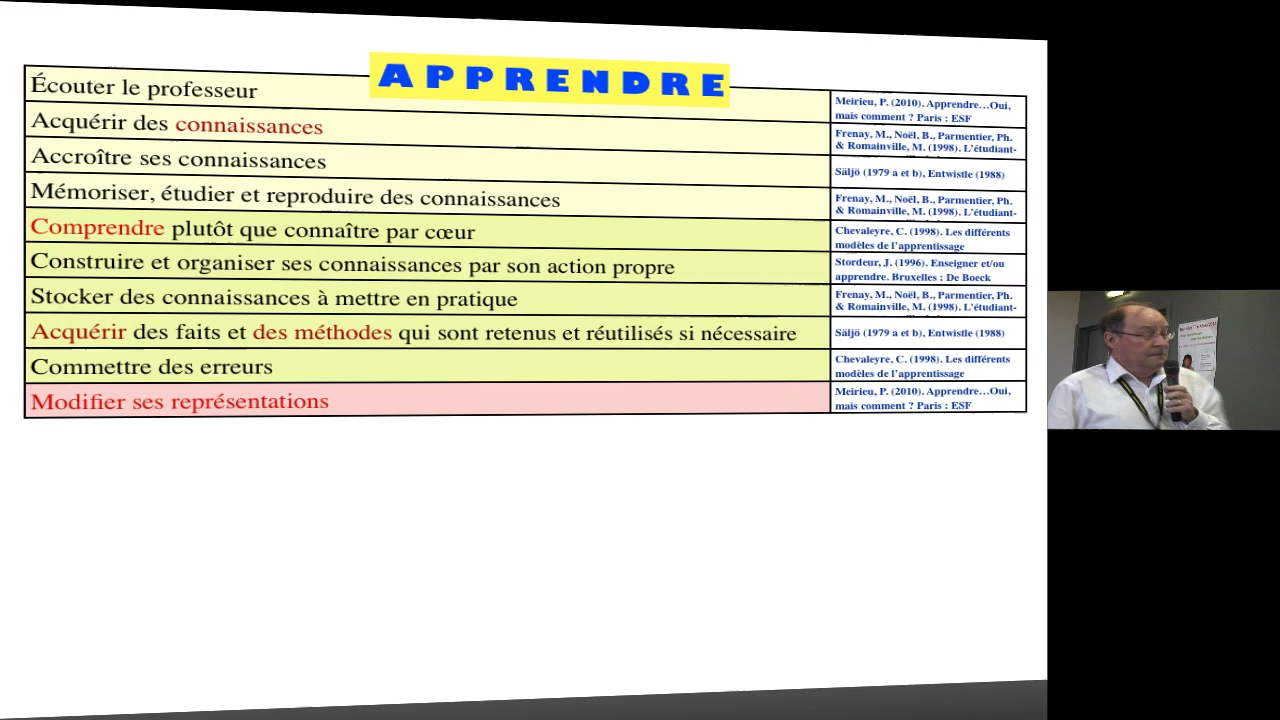 APPRENDRE
Écouter le professeur
Meirieu, P. (2010). Apprendre…Oui,
mais comment ? Paris : ESF
Acquérir des connaissances
Frenay, M., Noël, B., Parmentier, Ph.
& Romainville, M. (1998). L’étudiant-
Accroître ses connaissances
Säljö (1979 a et b), Entwistle (1988)
Mémoriser, étudier et reproduire des connaissances
Frenay, M., Noël, B., Parmentier, Ph.
& Romainville, M. (1998). L’étudiant-
Comprendre plutôt que connaître par cœur
Chevaleyre, C. (1998). Les différents
modèles de l’apprentissage
Construire et organiser ses connaissances par son action propre
Stordeur, J. (1996). Enseigner et/ou
apprendre. Bruxelles : De Boeck
Stocker des connaissances à mettre en pratique
Frenay, M., Noël, B., Parmentier, Ph.
& Romainville, M. (1998). L’étudiant-
Acquérir des faits et des méthodes qui sont retenus et réutilisés si nécessaire
Säljö (1979 a et b), Entwistle (1988)
Commettre des erreurs
Chevaleyre, C. (1998). Les différents
modèles de l’apprentissage
Modifier ses représentations
Meirieu, P. (2010). Apprendre…Oui,
mais comment ? Paris : ESF